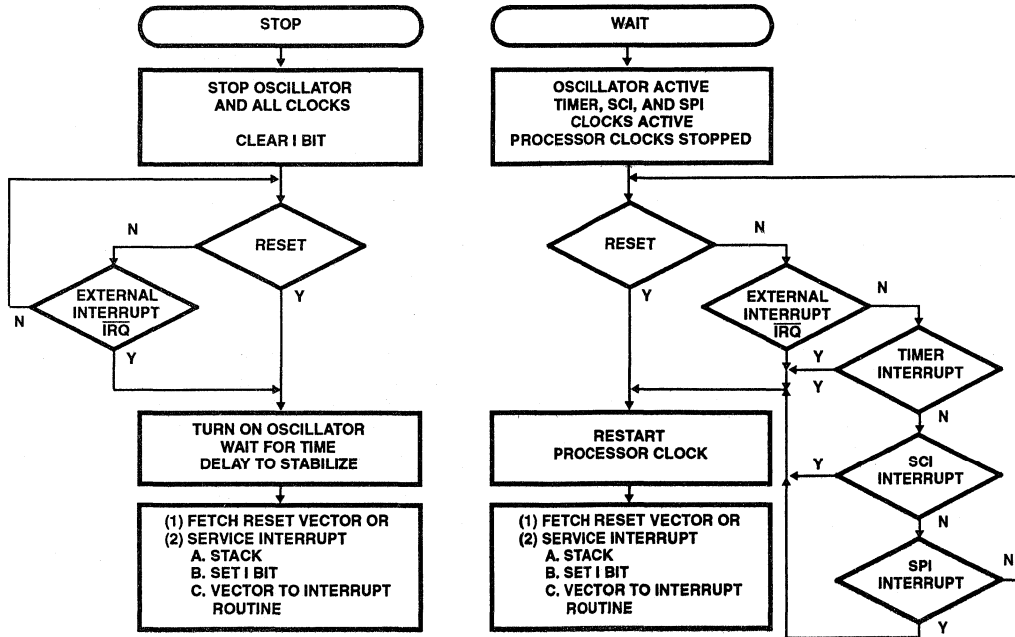 STOP
STOP OSCILLATOR
AND ALL CLOCKS
CLEAR I BIT
N
RESET
EXTERNAL
INTERRUPT
IRQ
N
Y
Y
TURN ON OSCILLATOR
WAIT FOR TIME
DELAY TO STABILIZE
(1) FETCH RESET VECTOR OR
(2) SERVICE INTERRUPT
A. STACK
B. SET I BIT
C. VECTOR TO INTERRUPT
ROUTINE
WAIT
OSCILLATOR ACTIVE
TIMER, SCI, AND SPI
CLOCKS ACTIVE
PROCESSOR CLOCKS STOPPED
RESET
N
Y
EXTERNAL
INTERRUPT
IRQ
N
Y
TIMER
INTERRUPT
Y
N
SCI
INTERRUPT
Y
N
SPI
INTERRUPT
N
Y
RESTART
PROCESSOR CLOCK
(1) FETCH RESET VECTOR OR
(2) SERVICE INTERRUPT
A. STACK
B. SET I BIT
C. VECTOR TO INTERRUPT
ROUTINE